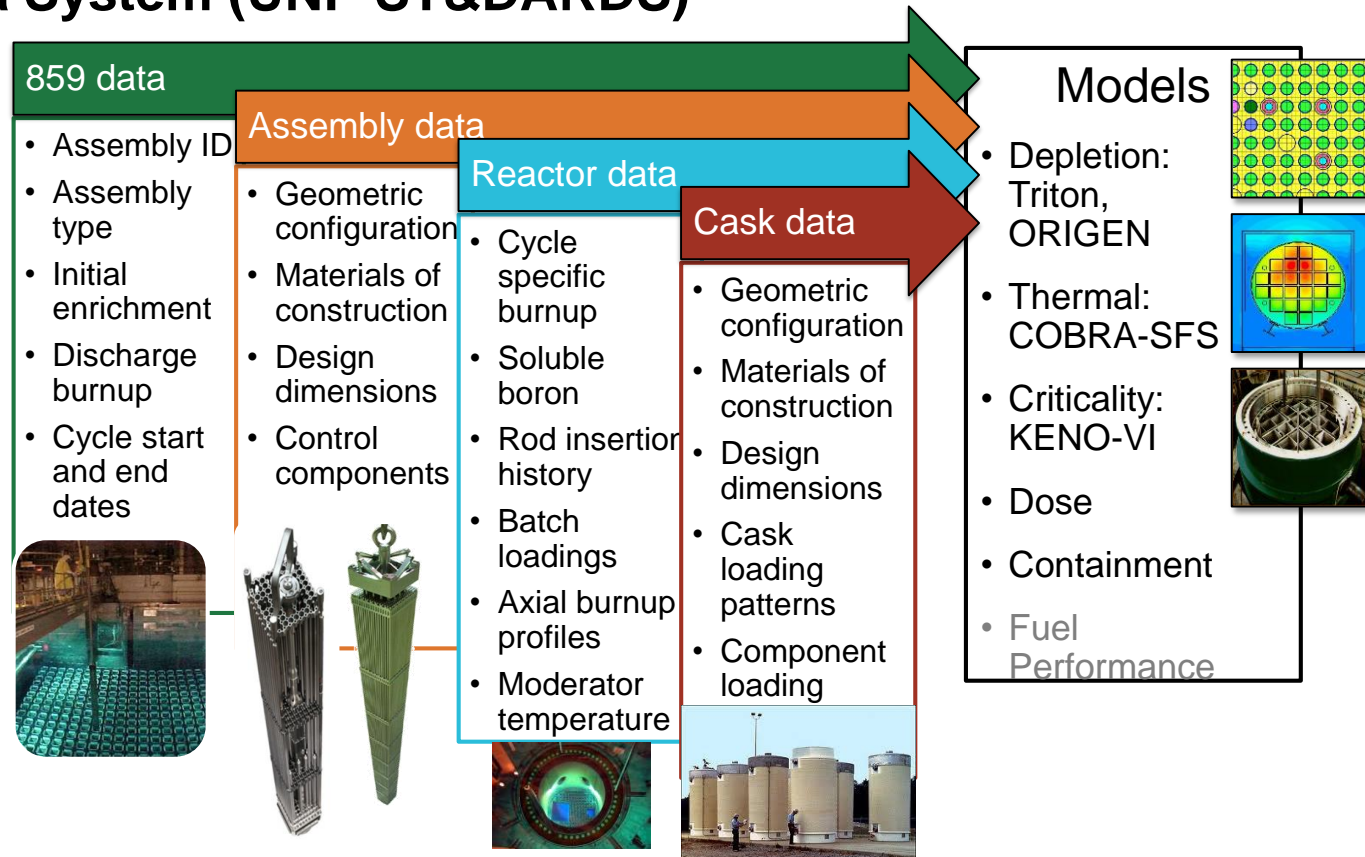 a System (UNF-ST&DARDS)
859 data
• Assembly ID
• Assembly
type
• Initial
enrichment
• Discharge
burnup
• Cycle start
and end
dates
Assembly data
• Geometric
configuration
• Materials of
construction
• Design
dimensions
• Control
components
Reactor data
• Cycle
specific
burnup
• Soluble
boron
• Rod insertion
history
• Batch
loadings
• Axial burnup
profiles
• Moderator
temperature
Cask data
• Geometric
configuration
• Materials of
construction
• Design
dimensions
• Cask
loading
patterns
• Component
loading
Models
• Depletion:
Triton,
ORIGEN
• Thermal:
COBRA-SFS
• Criticality:
KENO-VI
• Dose
• Containment
• Fuel
Performance